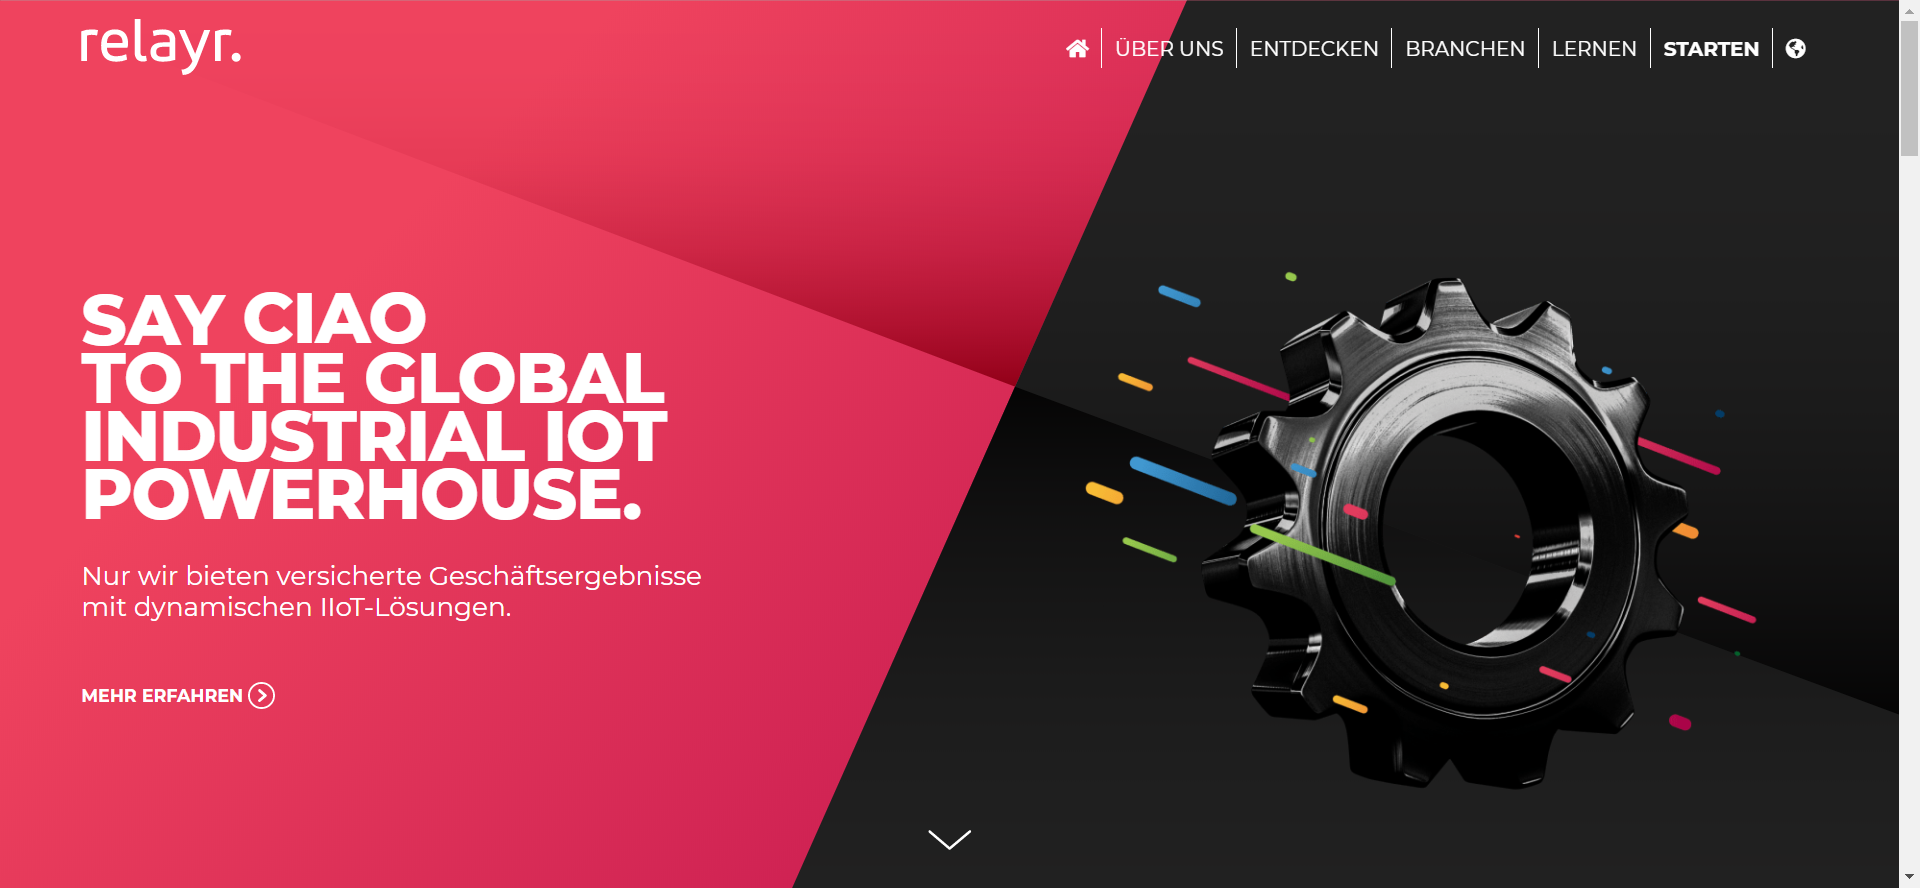 relayr.
ÜBER UNS
ENTDECKEN
BRANCHEN
LERNEN
STARTEN
SAY CIAO
TO THE GLOBAL
INDUSTRIAL IOT
POWERHOUSE.
Nur wir bieten versicherte Geschäftsergebnisse
mit dynamischen IIoT-Lösungen.
MEHR ERFAHREN